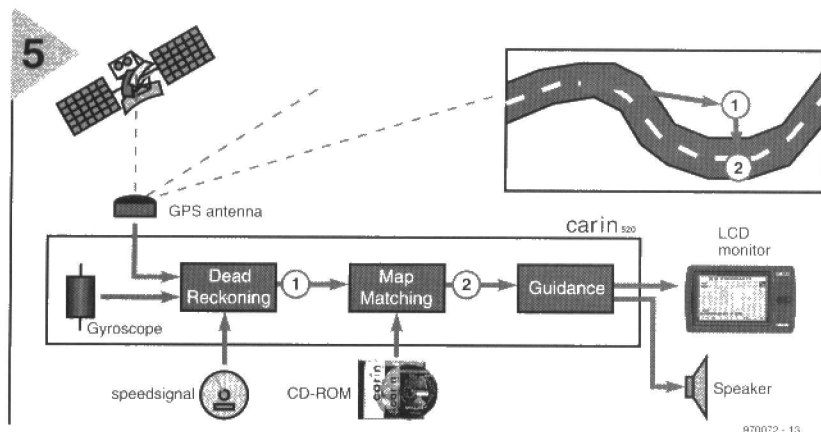 5
1
2
GPS antenna
carin 520
LCD
monitor
Dead
Reckoning
1
Map
Matching
2
Guidance
Gyroscope
speedsignal
CD-ROM
carin
Speaker
970072 - 13